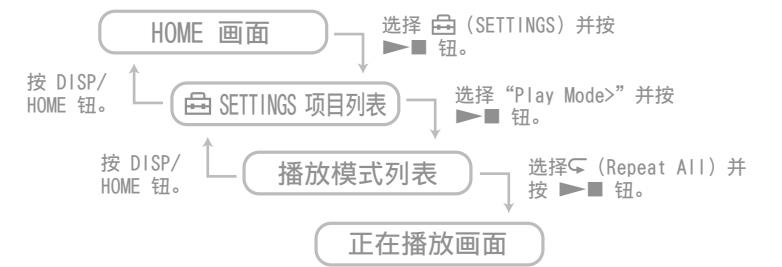 HOME 画面
选择 (SETTINGS) 并按
►■ 钮。
按 DISP/
HOME 钮。
SETTINGS 项目列表
选择“Play Mode>”并按
►■ 钮。
按 DISP/
HOME 钮。
播放模式列表
选择 (Repeat All) 并
按 ►■ 钮。
正在播放画面